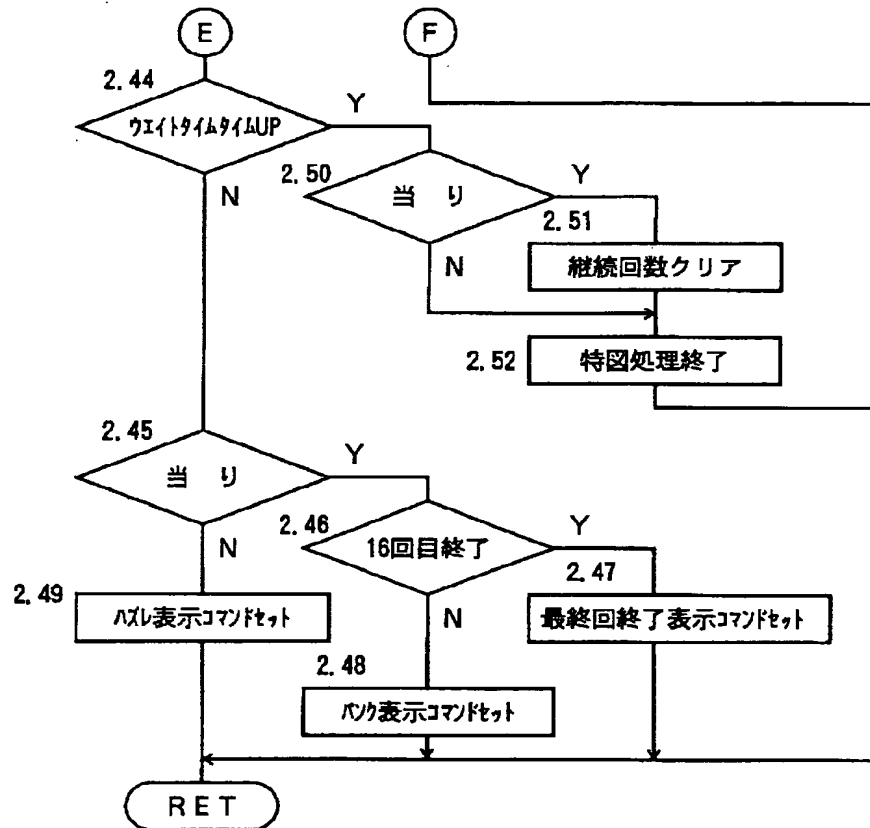 E
F
2.44
ウエイトタイムタイムUP
Y
N
2.50
当り
Y
N
2.51
継続回数クリア
2.52
特図処理終了
2.45
当り
Y
N
2.46
16回目終了
Y
N
2.47
最終回終了表示コマンドセット
2.49
ハズレ表示コマンドセット
2.48
パンク表示コマンドセット
RET